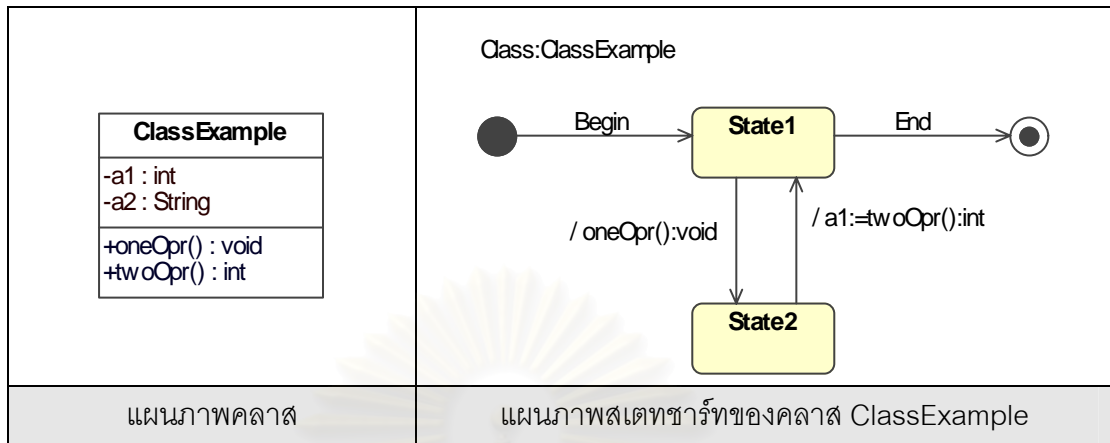 ClassExample
-a1 : int
-a2 : String
+oneOpr() : void
+twoOpr() : int
Class:ClassExample
Begin
State1
End
/ oneOpr():void
/ a1:=twoOpr():int
State2
แผนภาพคลาส
แผนภาพสเตทชาร์ทของคลาส ClassExample